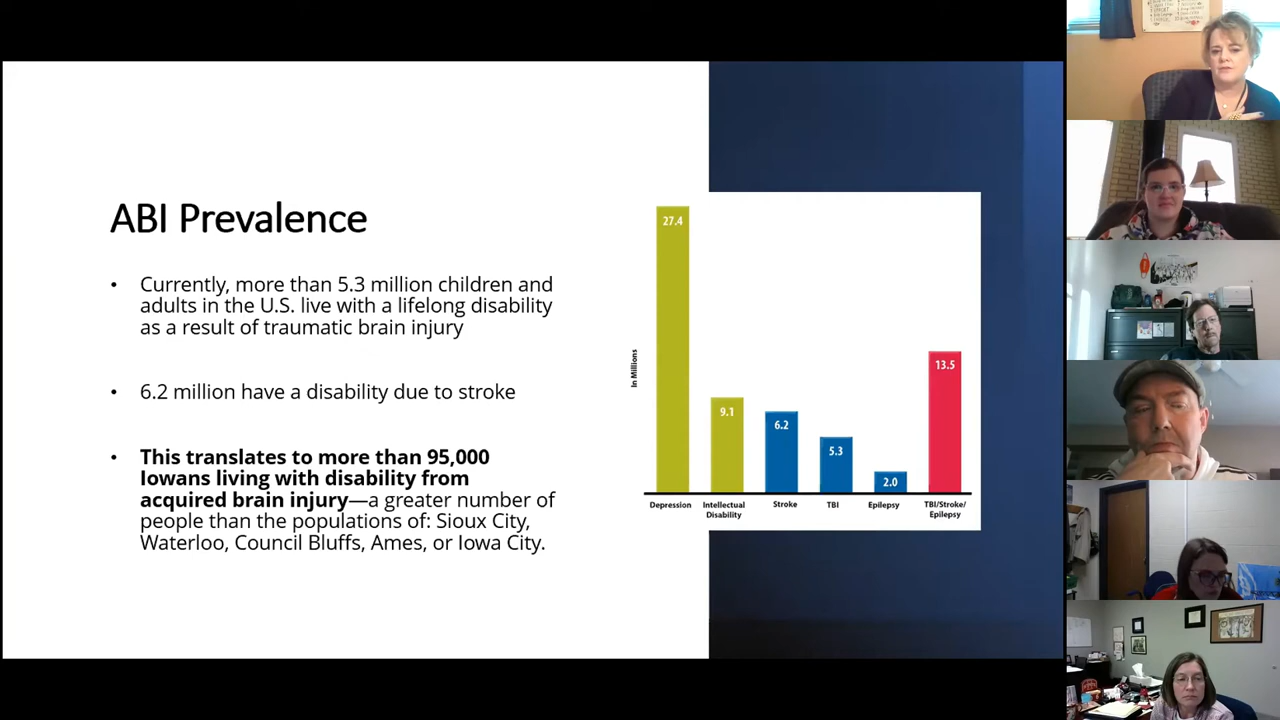 ABI Prevalence
• Currently, more than 5.3 million children and
adults in the U.S. live with a lifelong disability
as a result of traumatic brain injury
• 6.2 million have a disability due to stroke
• This translates to more than 95,000
Iowans living with disability from
acquired brain injury—a greater number of
people than the populations of: Sioux City,
Waterloo, Council Bluffs, Ames, or Iowa City.
In Millions
27.4
9.1
6.2
5.3
2.0
13.5
Depression
Intellectual
Disability
Stroke
TBI
Epilepsy
TBI/Stroke/
Epilepsy